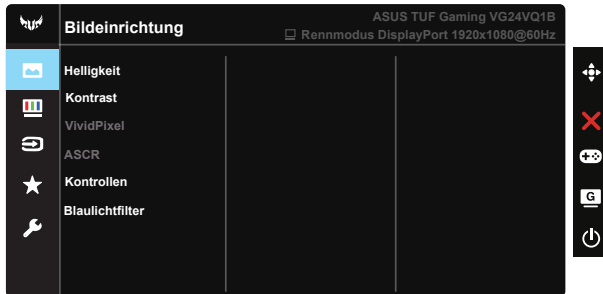 Bildeinrichtung
ASUS TUF Gaming VG24VQ1B
Rennmodus DisplayPort 1920x1080@60Hz
Helligkeit
Kontrast
VividPixel
ASCR
Kontrollen
Blaulichtfilter
G